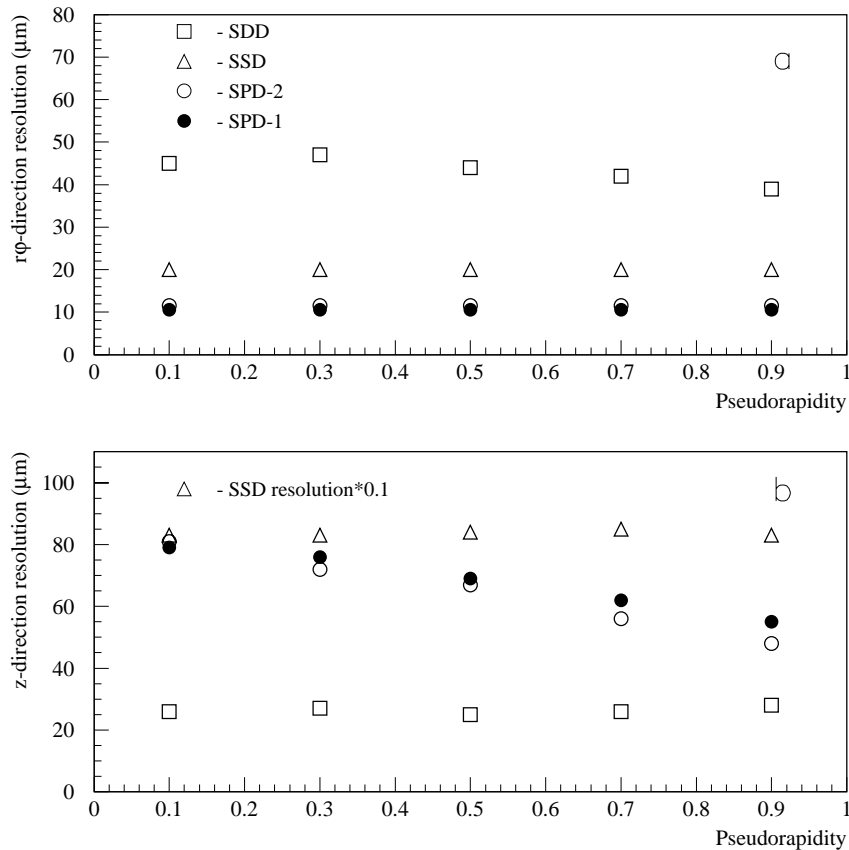 rφ-direction resolution (μm)
80
70
60
50
40
30
20
10
0
- SDD
- SSD
- SPD-2
- SPD-1
0 0.1 0.2 0.3 0.4 0.5 0.6 0.7 0.8 0.9 1
Pseudorapidity
z-direction resolution (μm)
100
80
60
40
20
0
- SSD resolution*0.1
0 0.1 0.2 0.3 0.4 0.5 0.6 0.7 0.8 0.9 1
Pseudorapidity